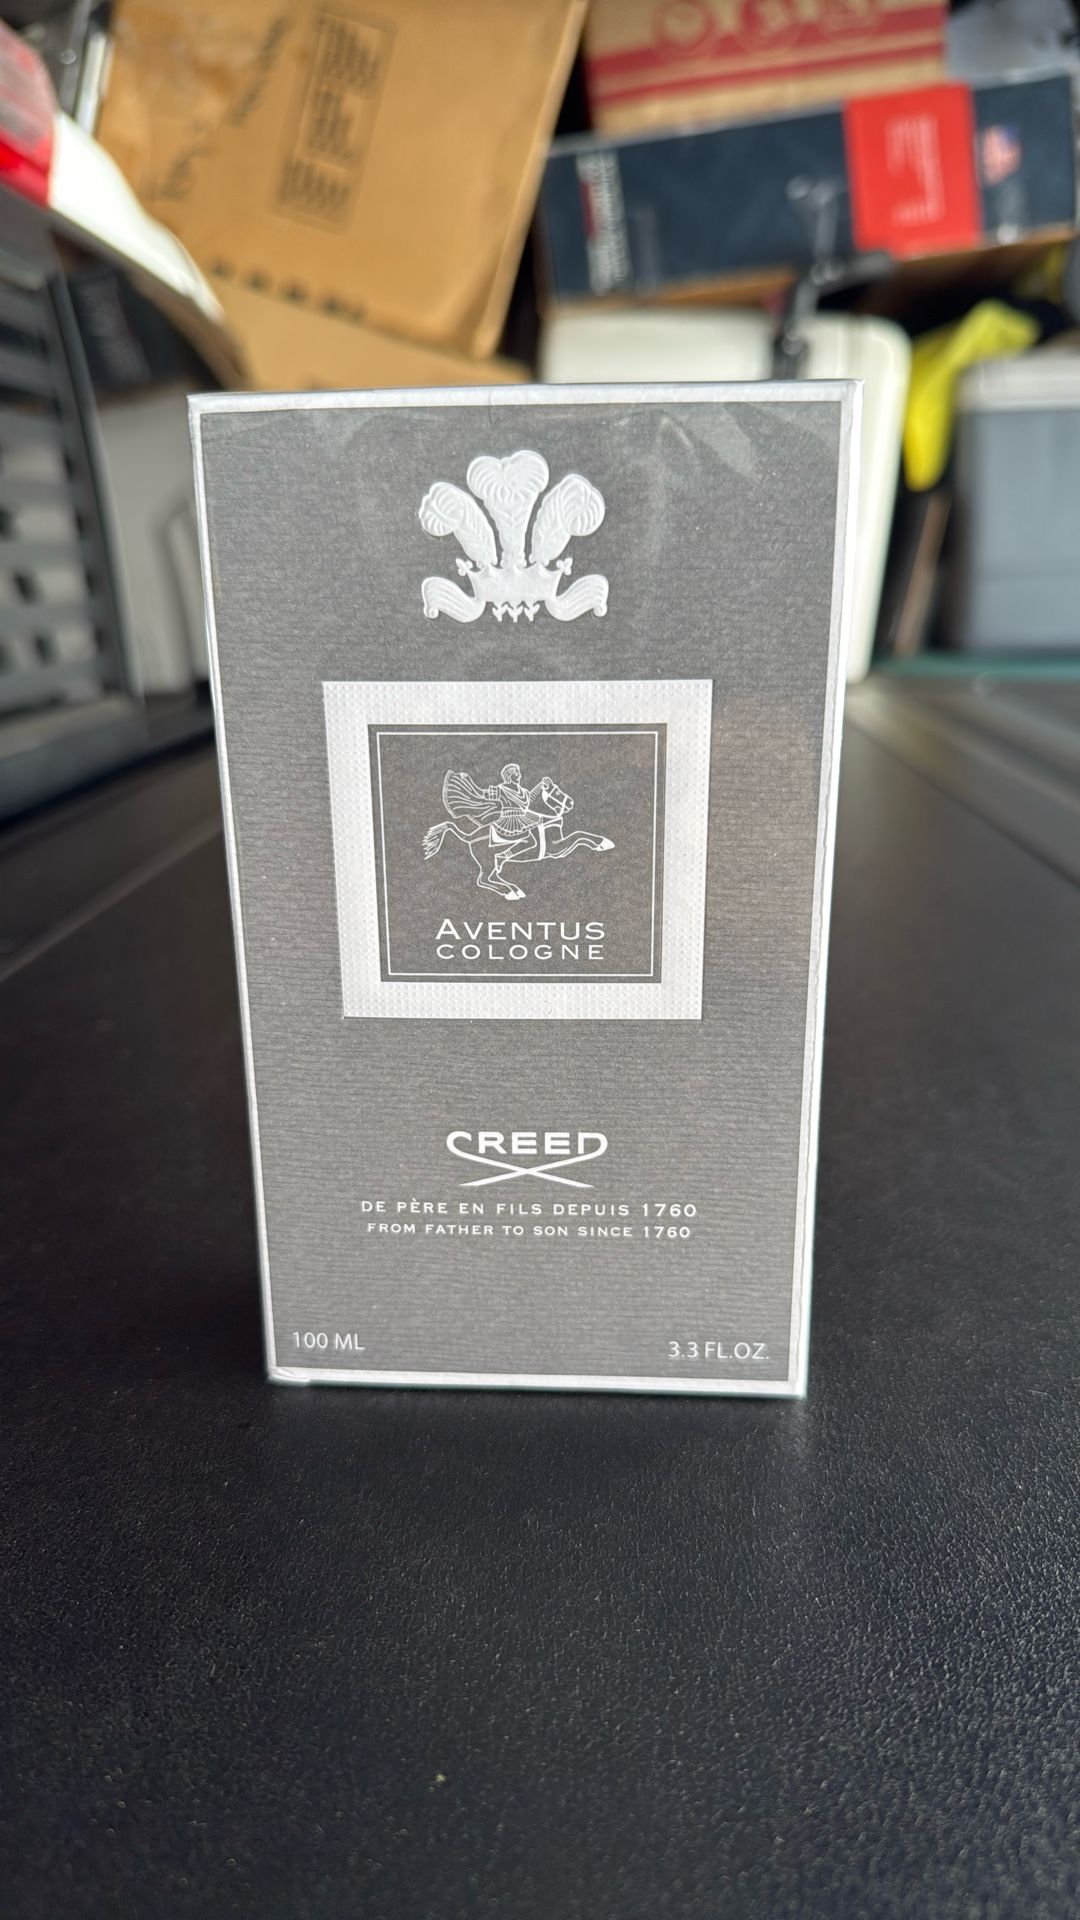 AVENTUS
COLOGNE
CREED
DE PÈRE EN FILS DEPUIS 1760
FROM FATHER TO SON SINCE 1760
100 ML
3.3 FL.OZ.